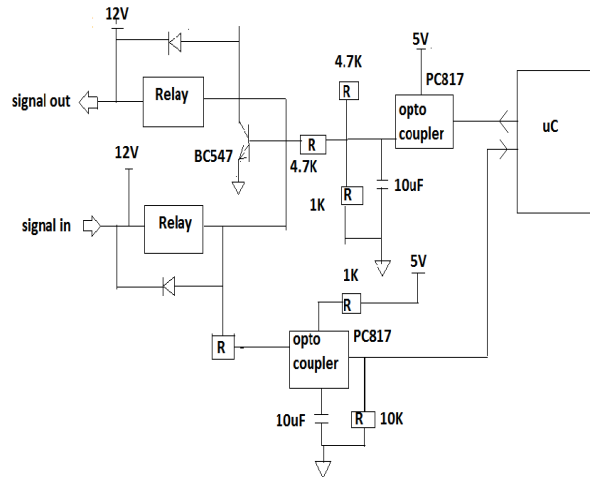 12V
5V
4.7K
PC817
R
signal out
Relay
opto
coupler
uC
BC547
R
4.7K
12V
10uF
R
1K
signal in
Relay
5V
1K
R
PC817
R
opto
coupler
10uF
R
10K